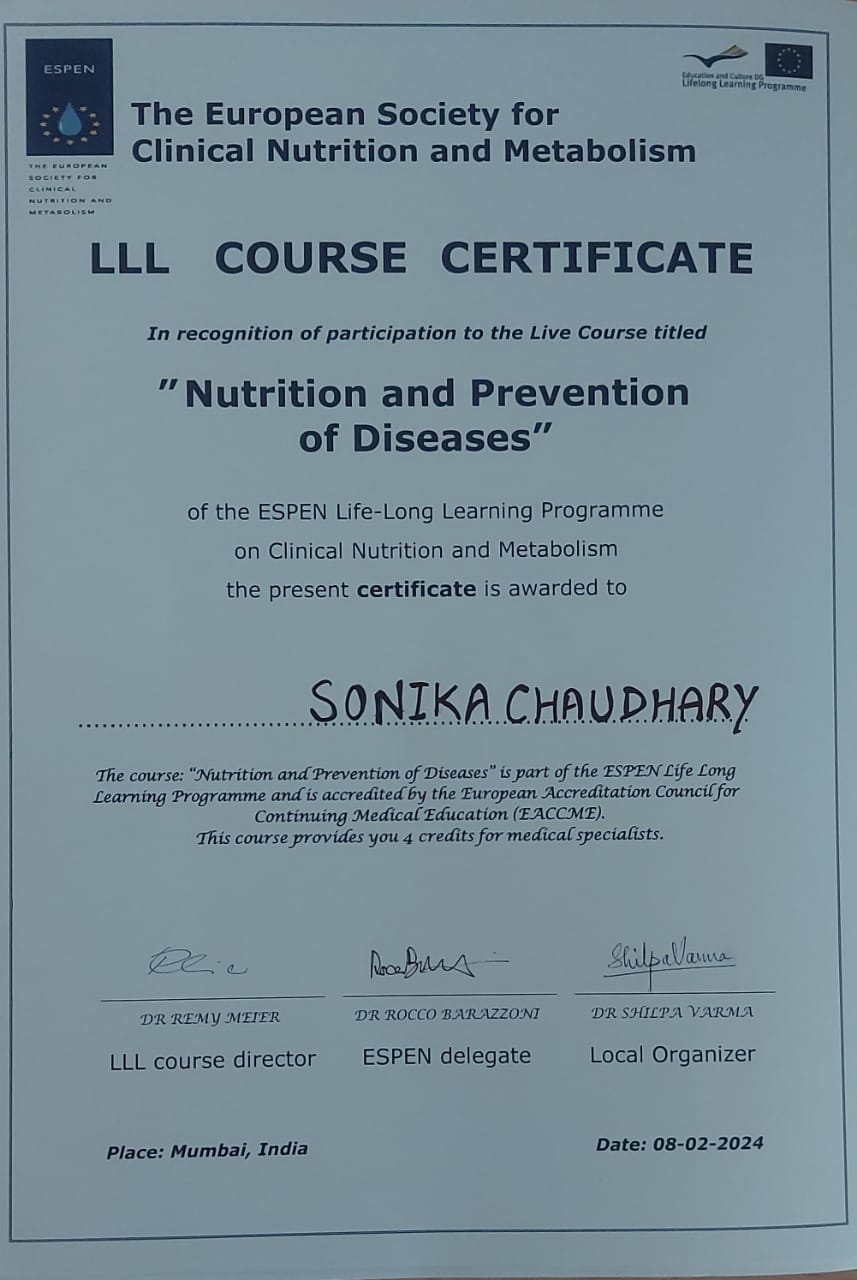 ESPEN
THE EUROPEAN
SOCIETY FOR
CLINICAL
NUTRITION AND
METABOLISM
Education and Culture DG
Lifelong Learning Programme
The European Society for
Clinical Nutrition and Metabolism
LLL COURSE CERTIFICATE
In recognition of participation to the Live Course titled
”Nutrition and Prevention
of Diseases”
of the ESPEN Life-Long Learning Programme
on Clinical Nutrition and Metabolism
the present certificate is awarded to
SONIKA CHAUDHARY
The course: “Nutrition and Prevention of Diseases” is part of the ESPEN Life Long
Learning Programme and is accredited by the European Accreditation Council for
Continuing Medical Education (EACCME).
This course provides you 4 credits for medical specialists.
Shilpa Varma
DR REMY MEIER DR ROCCO BARAZZONI DR SHILPA VARMA
LLL course director ESPEN delegate Local Organizer
Place: Mumbai, India Date: 08-02-2024